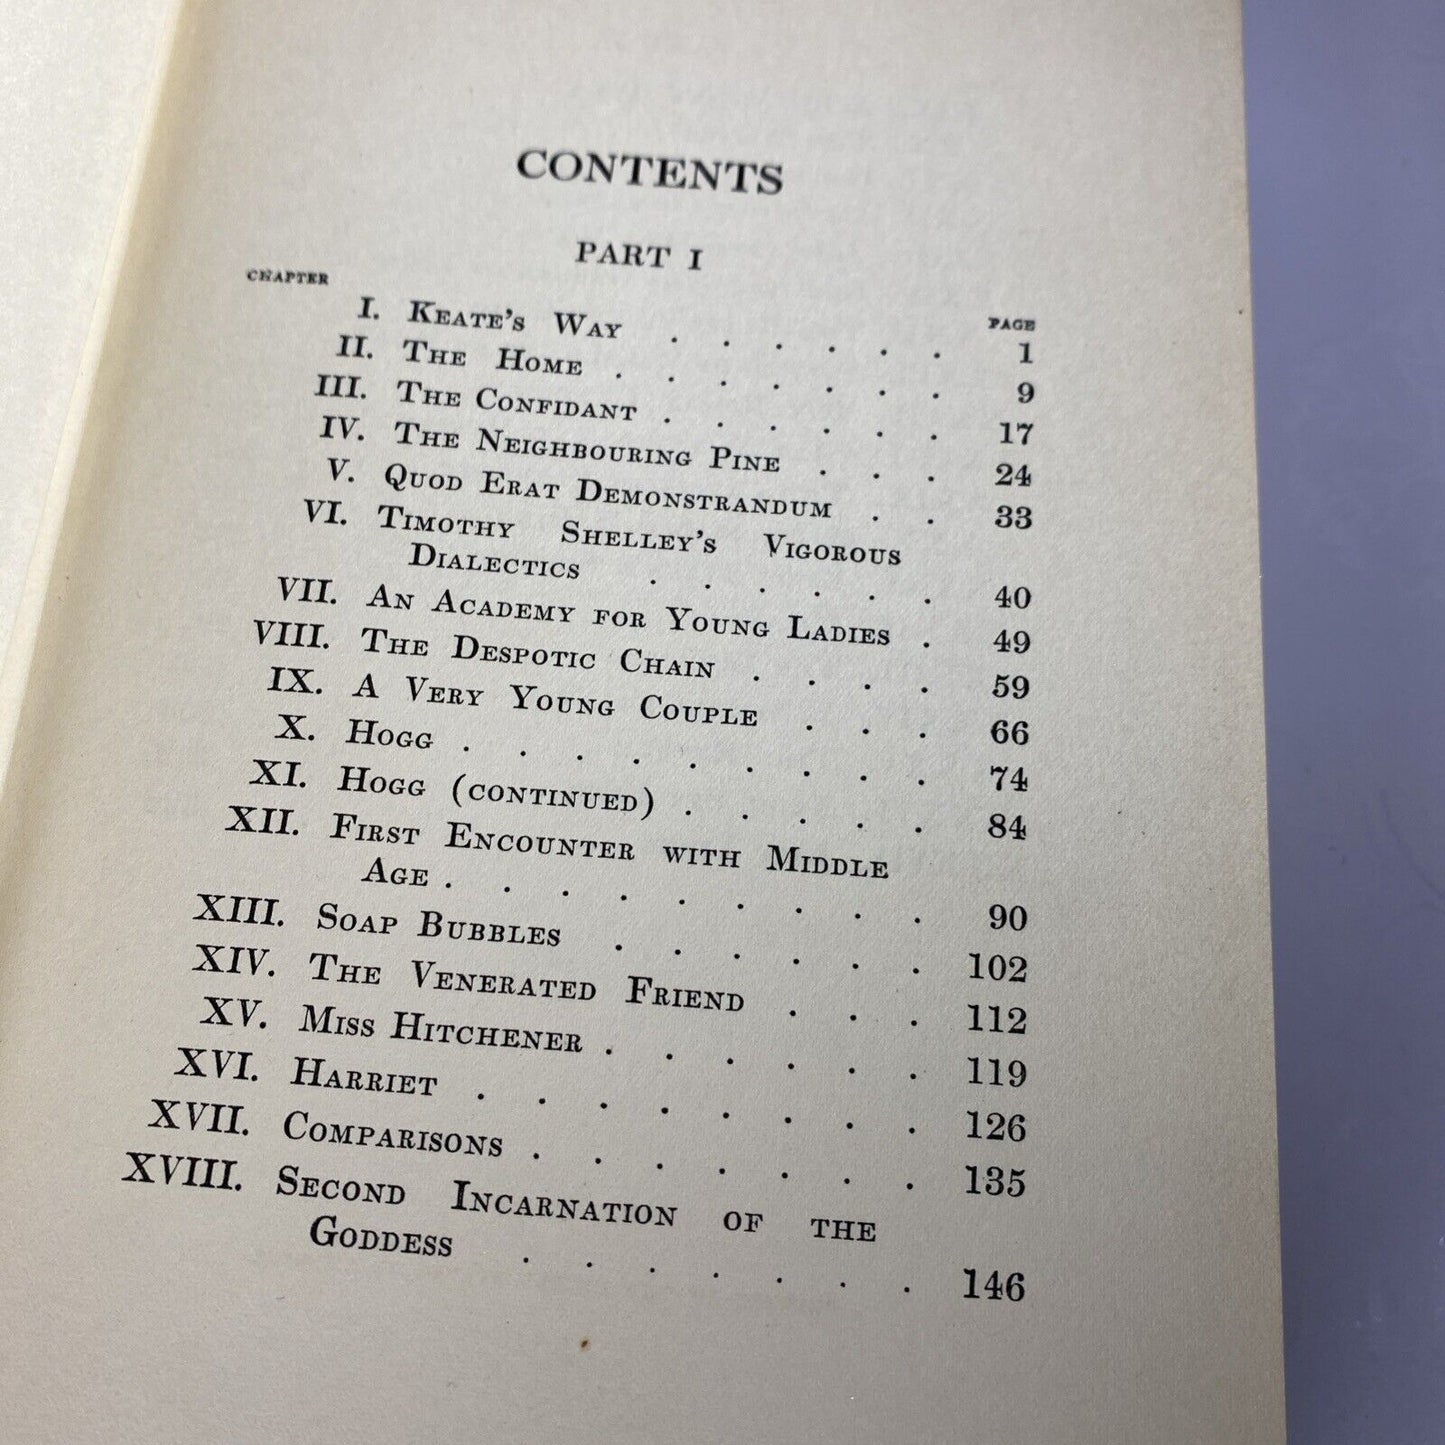 CONTENTS
PART I
CHAPTER PAGE
I. KEATE'S WAY . . . . . . 1
II. THE HOME . . . . . . . 9
III. THE CONFIDANT . . . . . . 17
IV. THE NEIGHBOURING PINE . . . 24
V. QUOD ERAT DEMONSTRANDUM . . 33
VI. TIMOTHY SHELLEY'S VIGOROUS
DIALECTICS . . . . . . 40
VII. AN ACADEMY FOR YOUNG LADIES . 49
VIII. THE DESPOTIC CHAIN . . . . 59
IX. A VERY YOUNG COUPLE . . . 66
X. HOGG . . . . . . . . . 74
XI. HOGG (CONTINUED) . . . . . 84
XII. FIRST ENCOUNTER WITH MIDDLE
AGE . . . . . . . . . 90
XIII. SOAP BUBBLES . . . . . . 102
XIV. THE VENERATED FRIEND . . . 112
XV. MISS HITCHENER . . . . . . 119
XVI. HARRIET . . . . . . . . 126
XVII. COMPARISONS . . . . . . . 135
XVIII. SECOND INCARNATION OF THE
GODDESS . . . . . . . 146